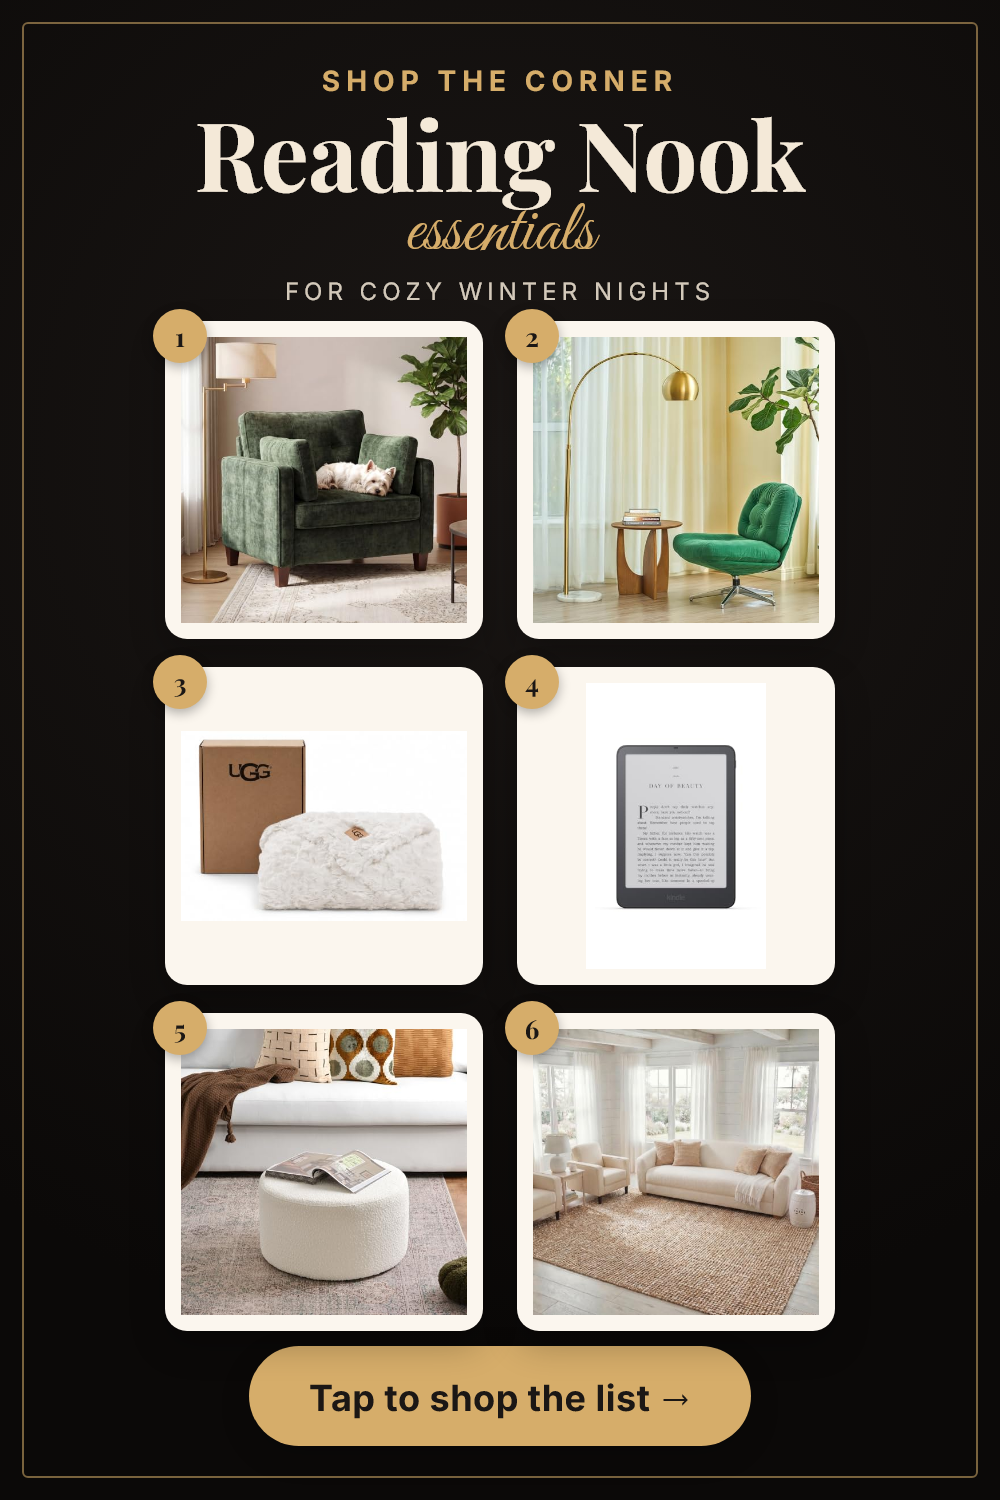 SHOP THE CORNER
Reading Nook
essentials
FOR COZY WINTER NIGHTS
1
2
3
4
UGG
DAY OF BEAUTY
5
6
Tap to shop the list →